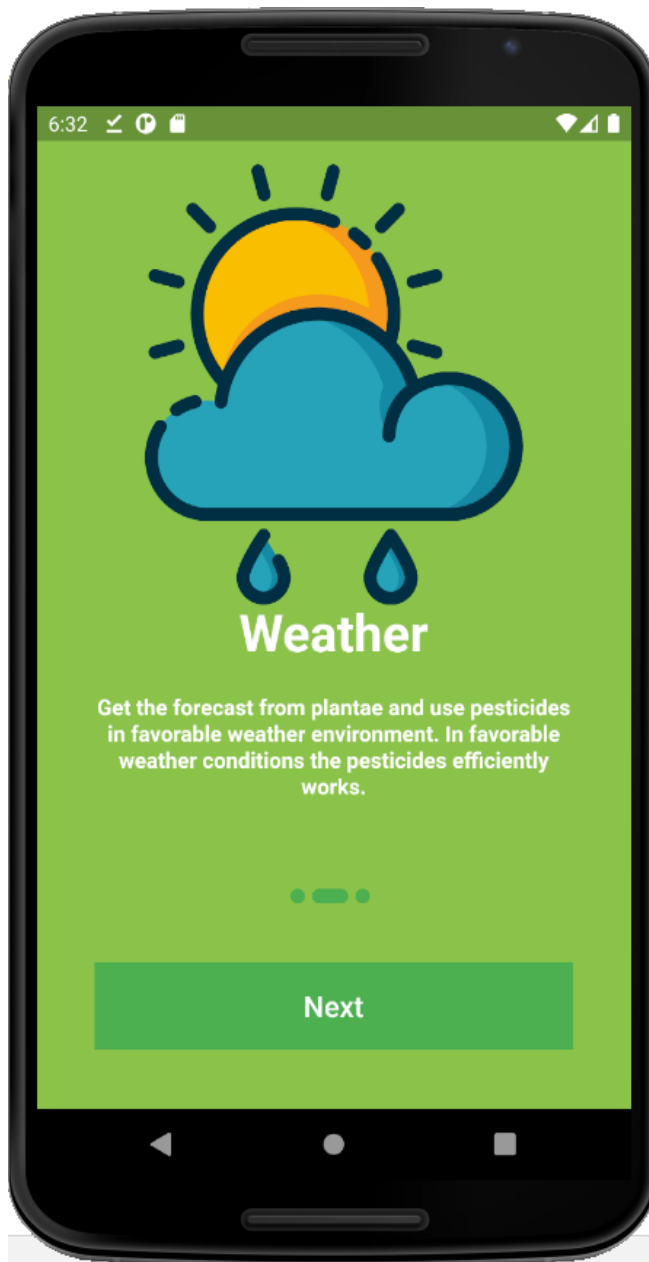 6:32
Weather
Get the forecast from plantae and use pesticides
in favorable weather environment. In favorable
weather conditions the pesticides efficiently
works.
Next